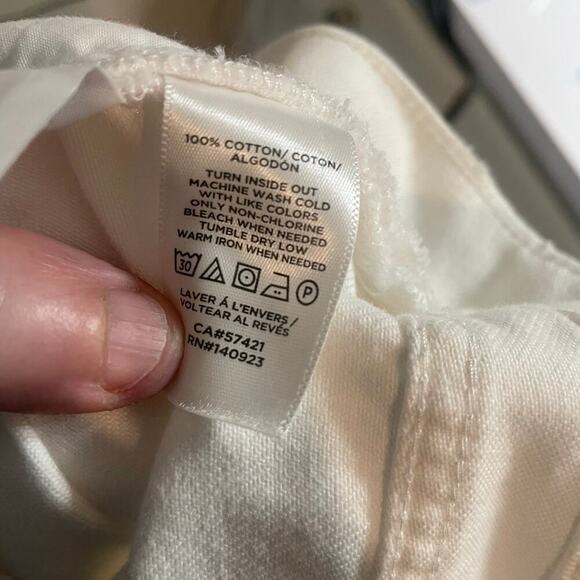 100% COTTON/ COTON/
ALGODÓN
TURN INSIDE OUT
MACHINE WASH COLD
WITH LIKE COLORS
ONLY NON-CHLORINE
BLEACH WHEN NEEDED
TUMBLE DRY LOW
WARM IRON WHEN NEEDED
30 P
LAVER Á L'ENVERS /
VOLTEAR AL REVÉS
CA#57421
RN#140923